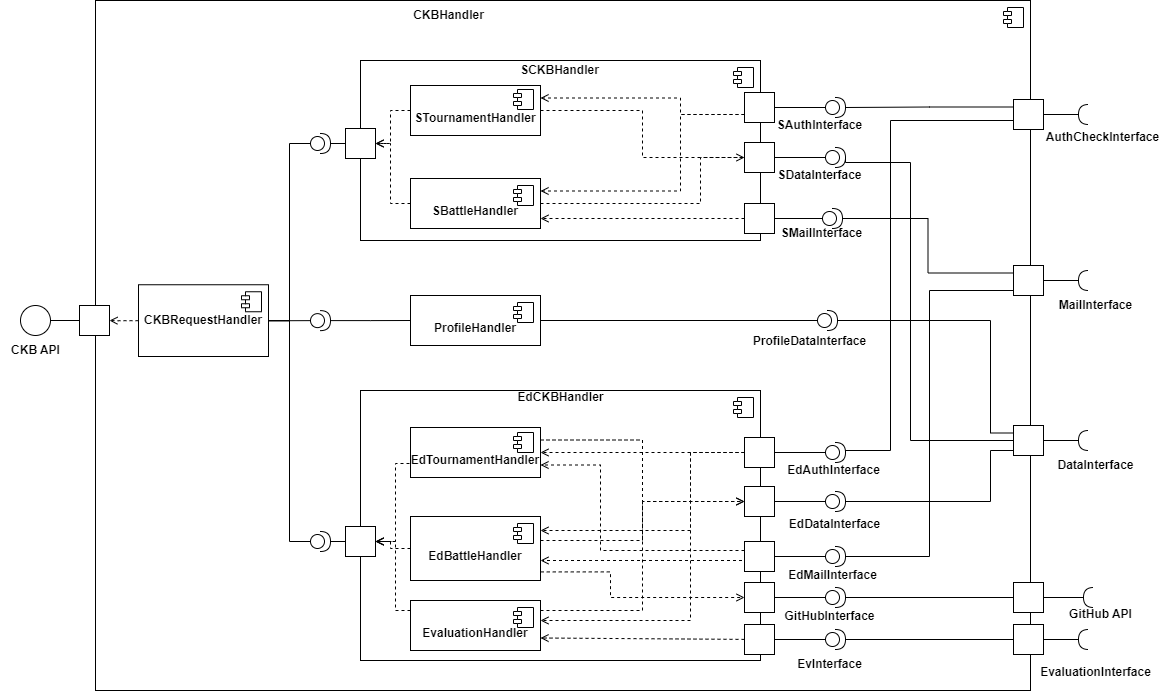 CKBHandler
SCKBHandler
STournamentHandler
SAuthInterface
AuthCheckInterface
SDataInterface
SBattleHandler
SMailInterface
MailInterface
CKBRequestHandler
ProfileHandler
ProfileDataInterface
CKB API
EdCKBHandler
EdTournamentHandler
EdAuthInterface
DataInterface
EdDataInterface
EdBattleHandler
EdMailInterface
GitHubInterface
GitHub API
EvaluationHandler
EvInterface
EvaluationInterface